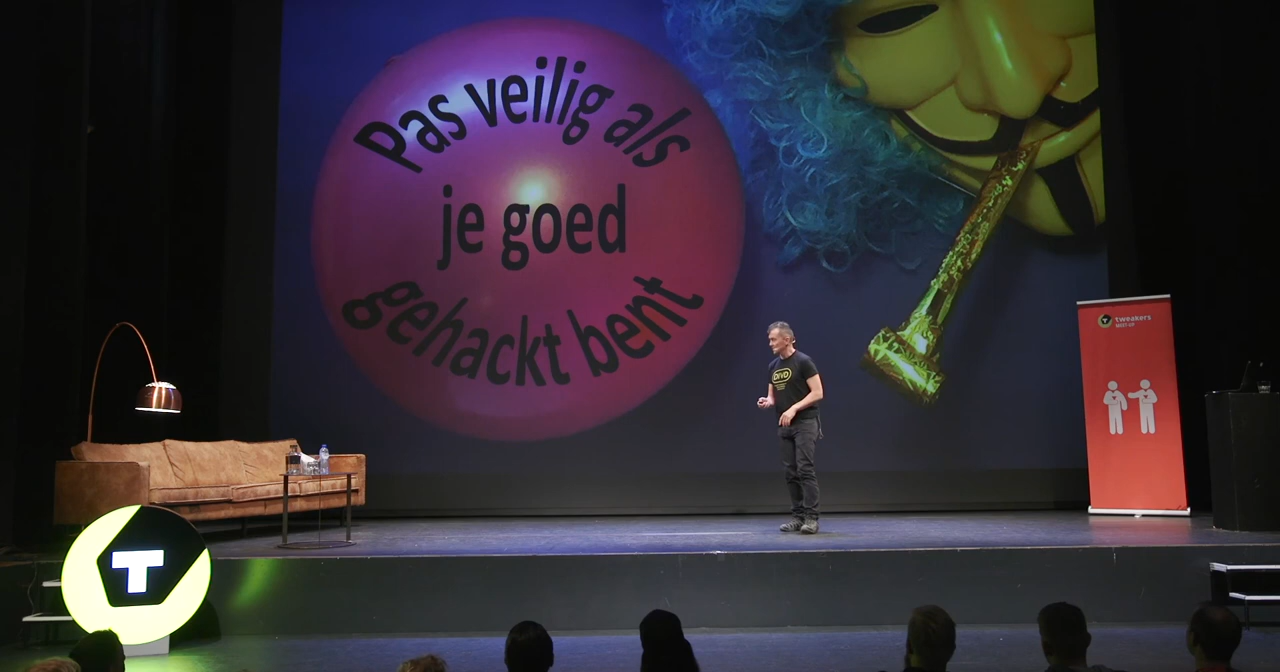 Pas veilig als
je goed
gehackt bent
DIVD
tweakers
MEET-UP
T